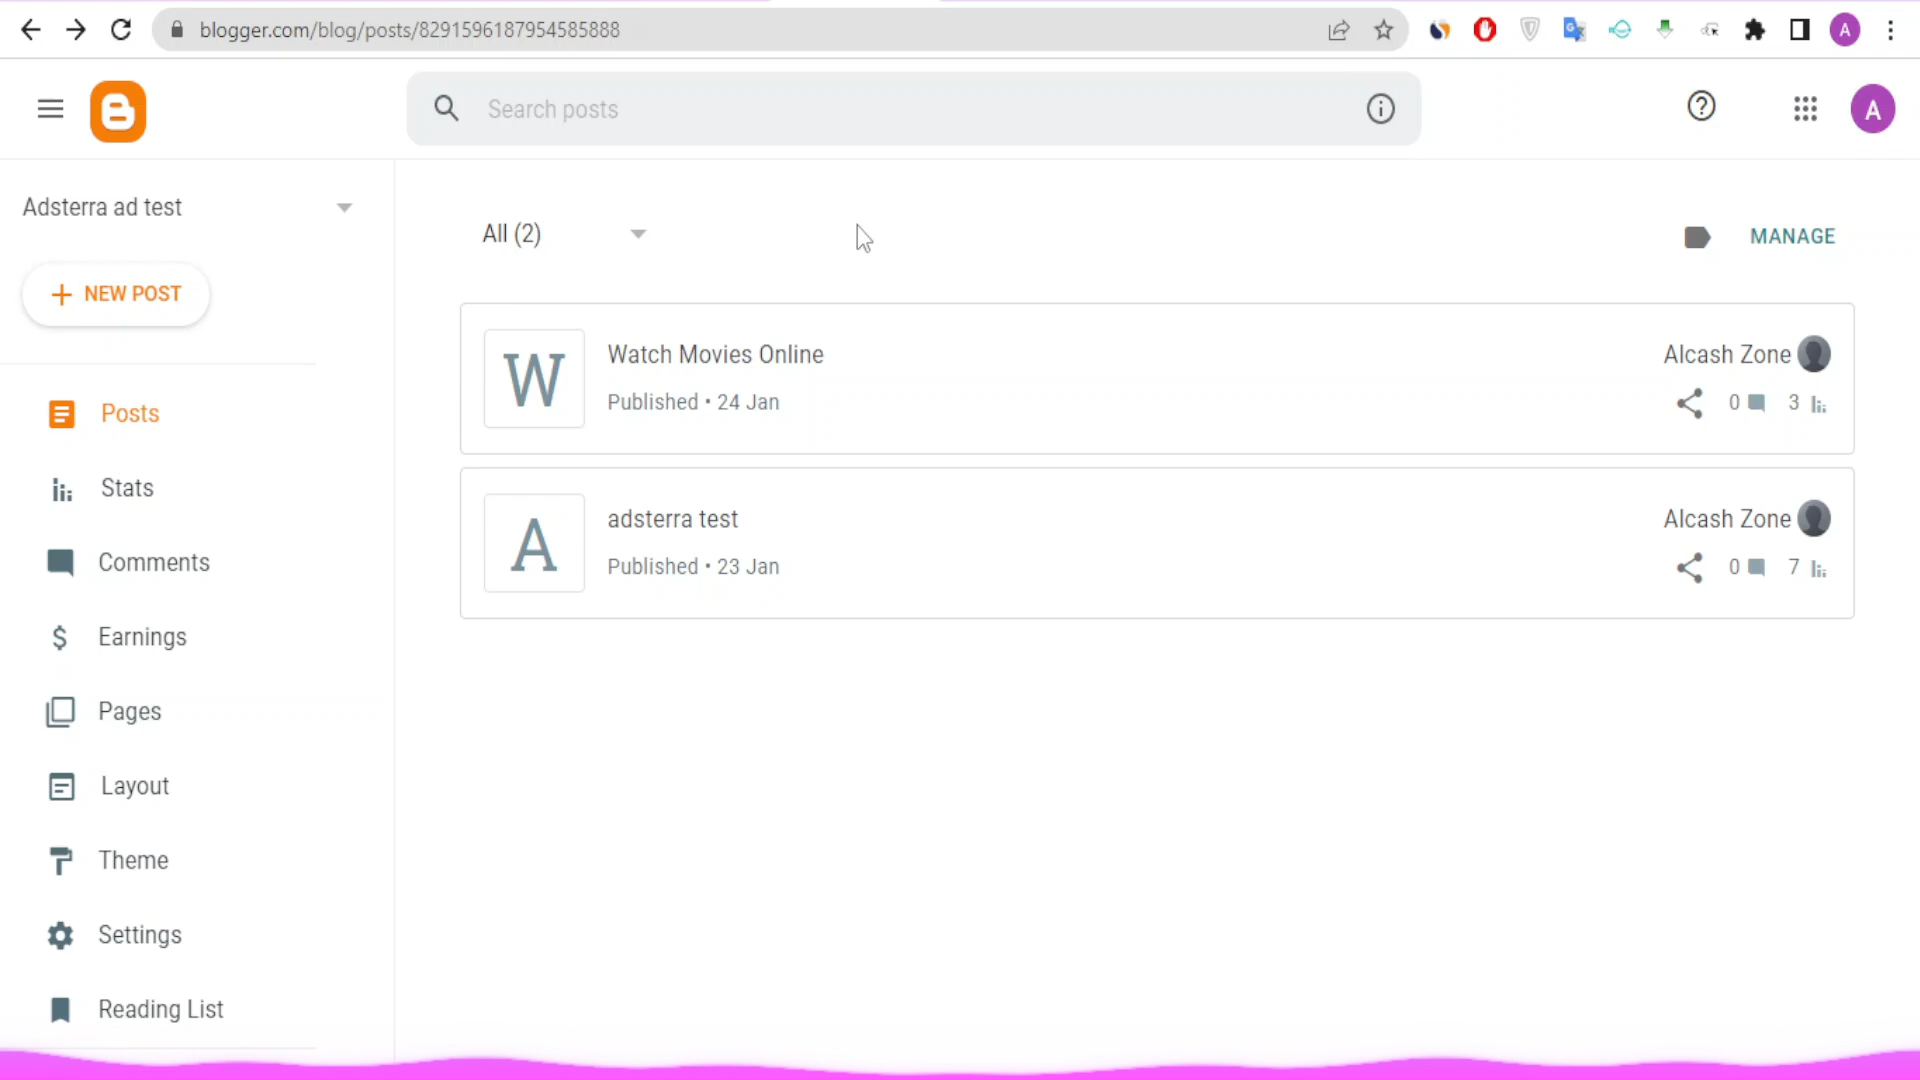 blogger.com/blog/posts/8291596187954585888
A
Search posts
A
Adsterra ad test
NEW POST
Posts
Stats
Comments
Earnings
Pages
Layout
Theme
Settings
Reading List
All (2)
MANAGE
W
Watch Movies Online
Published • 24 Jan
Alcash Zone
0 3
A
adsterra test
Published • 23 Jan
Alcash Zone
0 7